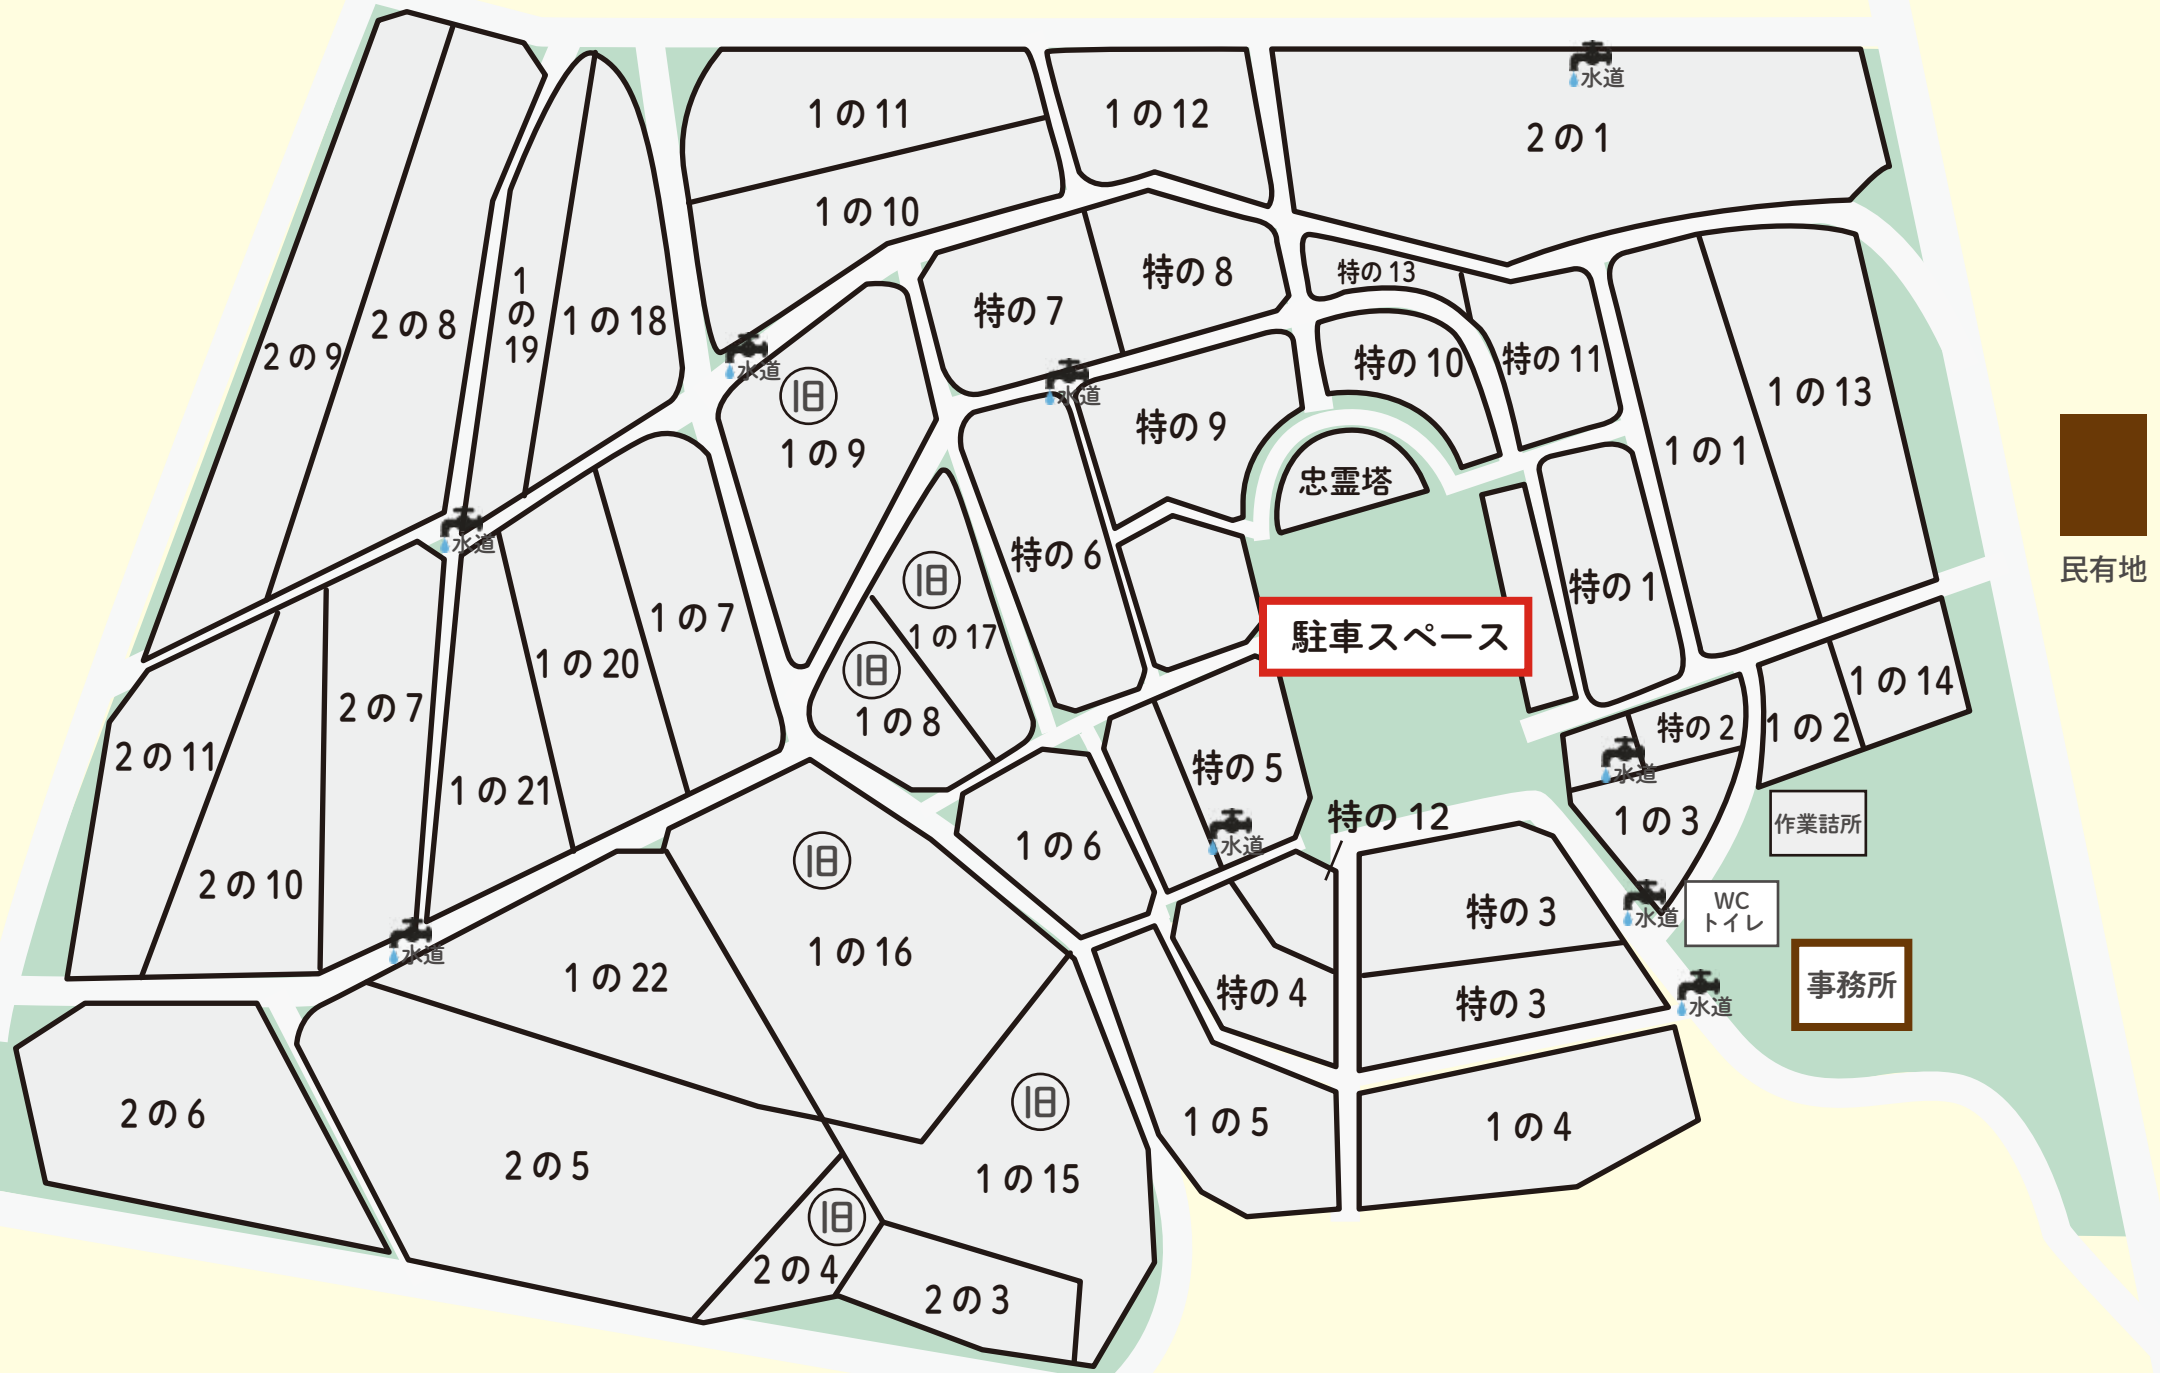 水道
1の11
1の12
2の1
1の10
2の9
2の8
1
の
19
1の18
特の7
特の8
特の13
特の10
特の11
1の13
1の1
水道
旧
1の9
水道
特の9
忠霊塔
水道
特の6
旧
1の17
旧
1の8
1の7
1の20
1の21
2の7
2の11
2の10
水道
駐車スペース
特の1
民有地
1の14
1の2
特の2
水道
1の3
作業詰所
WC
トイレ
水道
事務所
水道
特の5
水道
特の12
1の6
特の3
特の3
特の4
旧
1の16
1の22
旧
1の15
1の5
1の4
2の6
2の5
旧
2の4
2の3